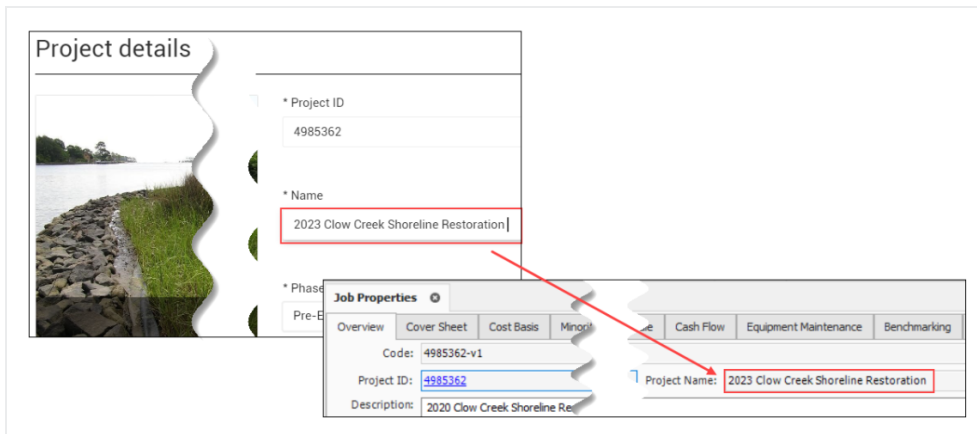 Project details
* Project ID
4985362
* Name
2023 Clow Creek Shoreline Restoration
* Phase
Pre-E
Job Properties
Overview Cover Sheet Cost Basis Cash Flow Equipment Maintenance Benchmarking
Code: 4985362-v1
Project ID: 4985362 Project Name: 2023 Clow Creek Shoreline Restoration
Description: 2020 Clow Creek Shoreline